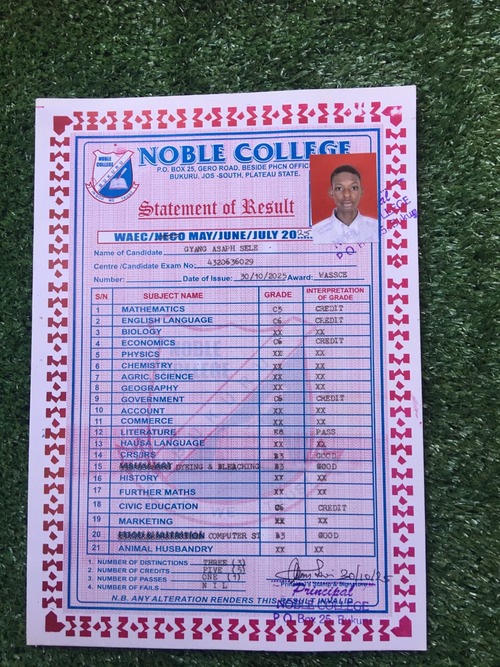 NOBLE COLLEGE
NOBLE COLLEGE
P.O. BOX 25, GERO ROAD, BESIDE PHCN OFFIC
BUKURU, JOS -SOUTH, PLATEAU STATE.
Statement of Result
WAEC/NECO MAY/JUNE/JULY 20
Name of Candidate GYANG ASAPH SELE
Centre /Candidate Exam No: 4320636029
Number: Date of Issue: 30/10/2025 Award: WASSCE
S/N SUBJECT NAME GRADE INTERPRETATION OF GRADE
1 MATHEMATICS C5 CREDIT
2 ENGLISH LANGUAGE C6 CREDIT
3 BIOLOGY XX XX
4 ECONOMICS C6 CREDIT
5 PHYSICS XX XX
6 CHEMISTRY XX XX
7 AGRIC. SCIENCE XX XX
8 GEOGRAPHY XX XX
9 GOVERNMENT C6 CREDIT
10 ACCOUNT XX XX
11 COMMERCE XX XX
12 LITERATURE E8 PASS
13 HAUSA LANGUAGE XX XX
14 CRS/IRS B3 GOOD
15 DYEING & BLEACHING B3 GOOD
16 HISTORY XX XX
17 FURTHER MATHS XX XX
18 CIVIC EDUCATION C6 CREDIT
19 MARKETING XX XX
20 FOOD & NUTRITION COMPUTER ST B3 GOOD
21 ANIMAL HUSBANDRY XX XX
1. NUMBER OF DISTINCTIONS THREE (3)
2. NUMBER OF CREDITS FIVE (5)
3. NUMBER OF PASSES ONE (1)
4. NUMBER OF FAILS NIL
30/10/25
Principal
NOBLE COLLEGE
P.O. Box 25, Bukuru
N.B. ANY ALTERATION RENDERS THIS RESULT INVALID